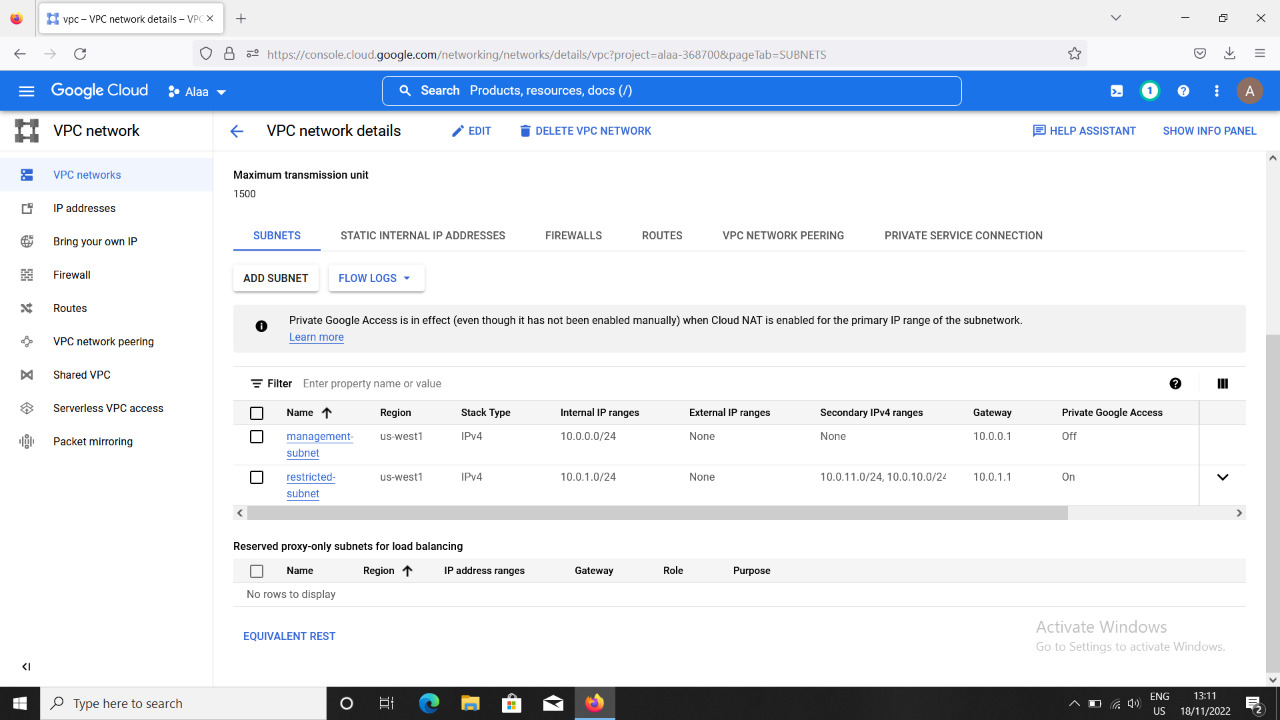 vpc – VPC network details – VPC
https://console.cloud.google.com/networking/networks/details/vpc?project=alaa-368700&pageTab=SUBNETS
Google Cloud Alaa Search Products, resources, docs (/) 1 A
VPC network
VPC network details EDIT DELETE VPC NETWORK HELP ASSISTANT SHOW INFO PANEL
VPC networks
IP addresses
Bring your own IP
Firewall
Routes
VPC network peering
Shared VPC
Serverless VPC access
Packet mirroring
Maximum transmission unit
1500
SUBNETS STATIC INTERNAL IP ADDRESSES FIREWALLS ROUTES VPC NETWORK PEERING PRIVATE SERVICE CONNECTION
ADD SUBNET FLOW LOGS
Private Google Access is in effect (even though it has not been enabled manually) when Cloud NAT is enabled for the primary IP range of the subnetwork.
Learn more
Filter Enter property name or value
Name Region Stack Type Internal IP ranges External IP ranges Secondary IPv4 ranges Gateway Private Google Access
management-subnet us-west1 IPv4 10.0.0.0/24 None None 10.0.0.1 Off
restricted-subnet us-west1 IPv4 10.0.1.0/24 None 10.0.11.0/24, 10.0.10.0/24 10.0.1.1 On
Reserved proxy-only subnets for load balancing
Name Region IP address ranges Gateway Role Purpose
No rows to display
EQUIVALENT REST
Activate Windows
Go to Settings to activate Windows.
Type here to search
ENG
US
13:11
18/11/2022
2